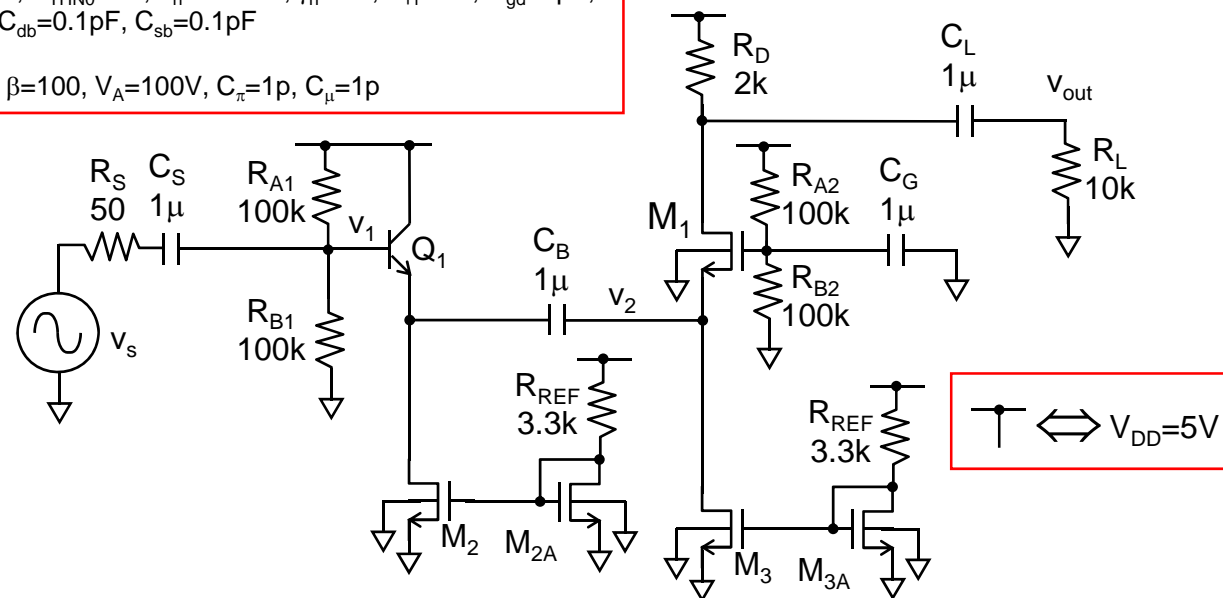 C_db=0.1pF, C_sb=0.1pF
β=100, V_A=100V, C_π=1p, C_μ=1p
R_S
50
C_S
1μ
v_s
R_A1
100k
v_1
Q_1
R_B1
100k
C_B
1μ
v_2
R_REF
3.3k
M_2
M_2A
R_D
2k
C_L
1μ
v_out
R_L
10k
M_1
R_A2
100k
C_G
1μ
R_B2
100k
R_REF
3.3k
M_3
M_3A
V_DD=5V